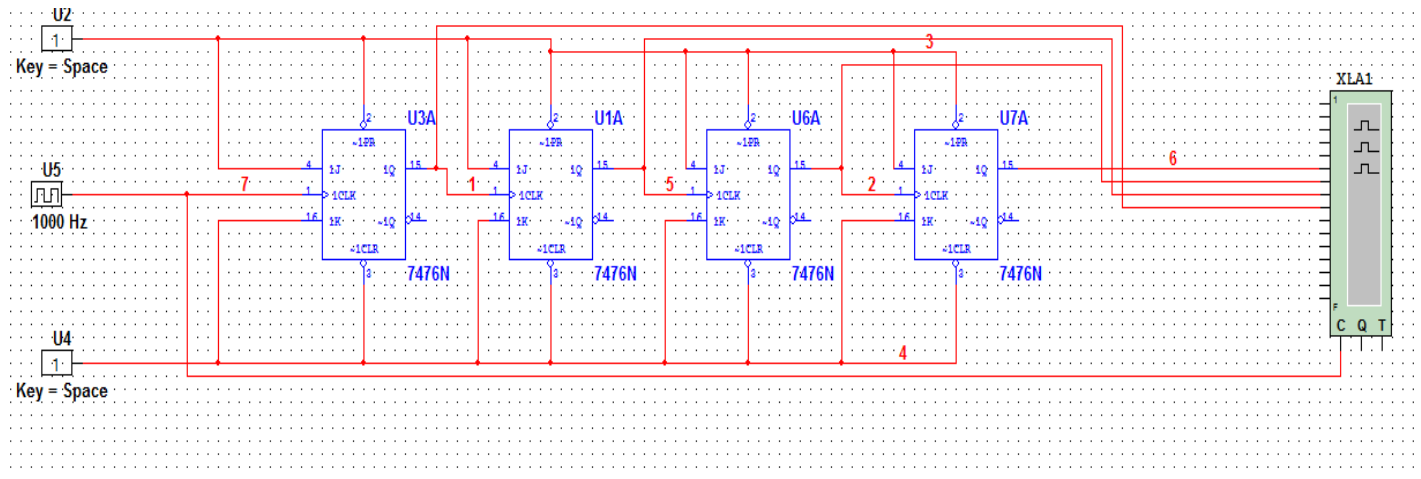 U2
1
Key = Space
3
XLA1
1
U3A
U1A
U6A
U7A
2
2
2
2
~1PR
~1PR
~1PR
~1PR
4
1J
1Q
15
4
1J
1Q
15
4
1J
1Q
15
4
1J
1Q
15
6
U5
7
1
1CLK
1
1
1CLK
5
1
1CLK
2
1
1CLK
1000 Hz
16
1K
~1Q
14
16
1K
~1Q
14
16
1K
~1Q
14
16
1K
~1Q
14
~1CLR
~1CLR
~1CLR
~1CLR
3
7476N
3
7476N
3
7476N
3
7476N
F
C Q T
U4
1
4
Key = Space